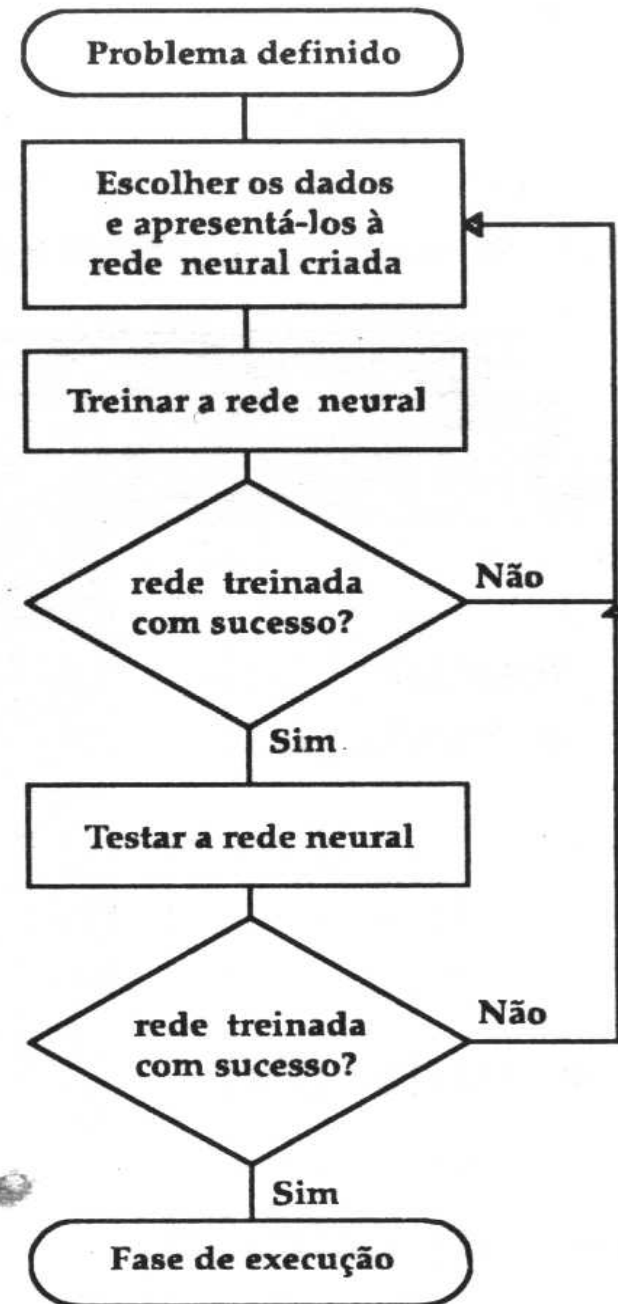 Problema definido
Escolher os dados
e apresentá-los à
rede neural criada
Treinar a rede neural
rede treinada
com sucesso?
Não
Sim
Testar a rede neural
rede treinada
com sucesso?
Não
Sim
Fase de execução